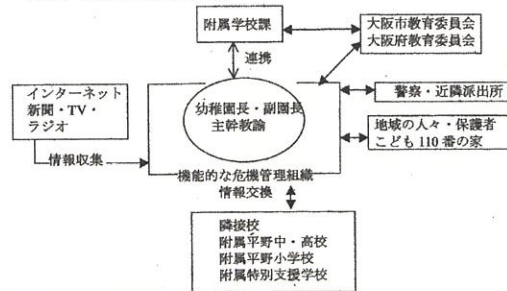 附属学校課
大阪市教育委員会
大阪府教育委員会
連携
インターネット
新聞・TV・
ラジオ
幼稚園長・副園長
主幹教諭
警察・近隣派出所
地域の人々・保護者
こども 110 番の家
情報収集
機能的な危機管理組織
情報交換
隣接校
附属平野中・高校
附属平野小学校
附属特別支援学校